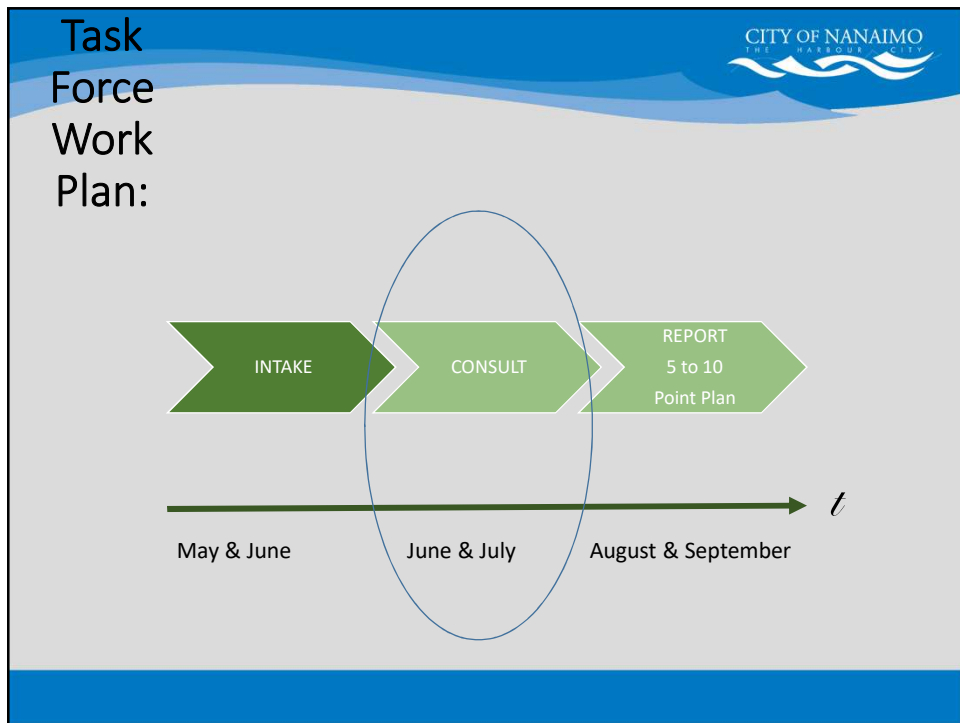 Task
Force
Work
Plan:
CITY OF NANAIMO
THE HARBOUR CITY
INTAKE
CONSULT
REPORT
5 to 10
Point Plan
t
May & June
June & July
August & September